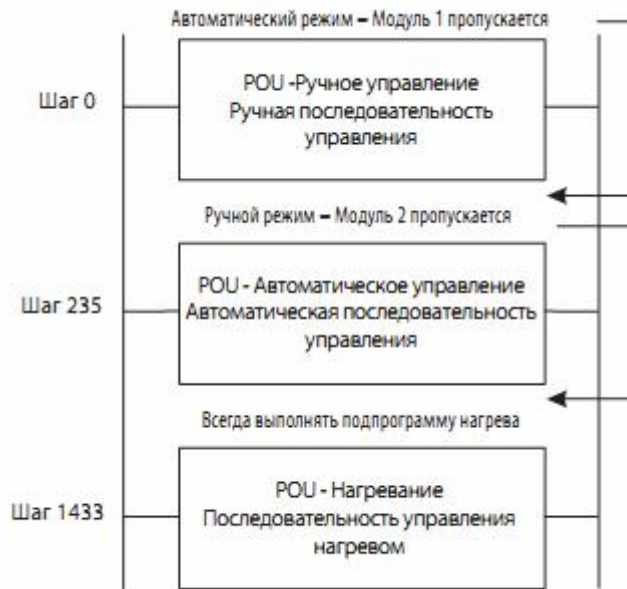 Автоматический режим – Модуль 1 пропускается
Шаг 0
POU -Ручное управление
Ручная последовательность
управления
Ручной режим – Модуль 2 пропускается
Шаг 235
POU - Автоматическое управление
Автоматическая последовательность
управления
Всегда выполнять подпрограмму нагрева
Шаг 1433
POU - Нагревание
Последовательность управления
нагревом